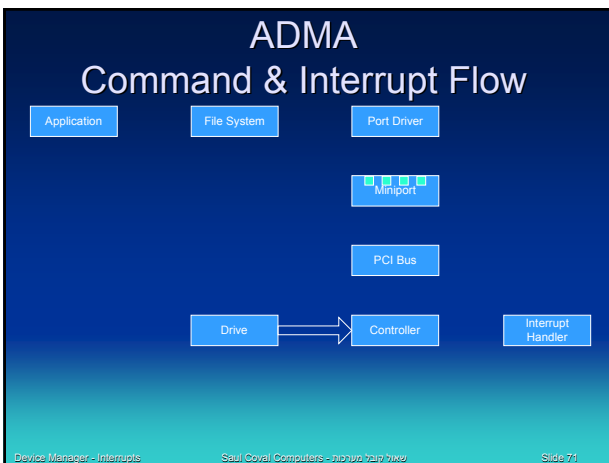 ADMA
Command & Interrupt Flow
Application
File System
Port Driver
Miniport
PCI Bus
Drive
Controller
Interrupt
Handler
Device Manager - Interrupts
Saul Coval Computers - שאול קובל מערכות
Slide 71